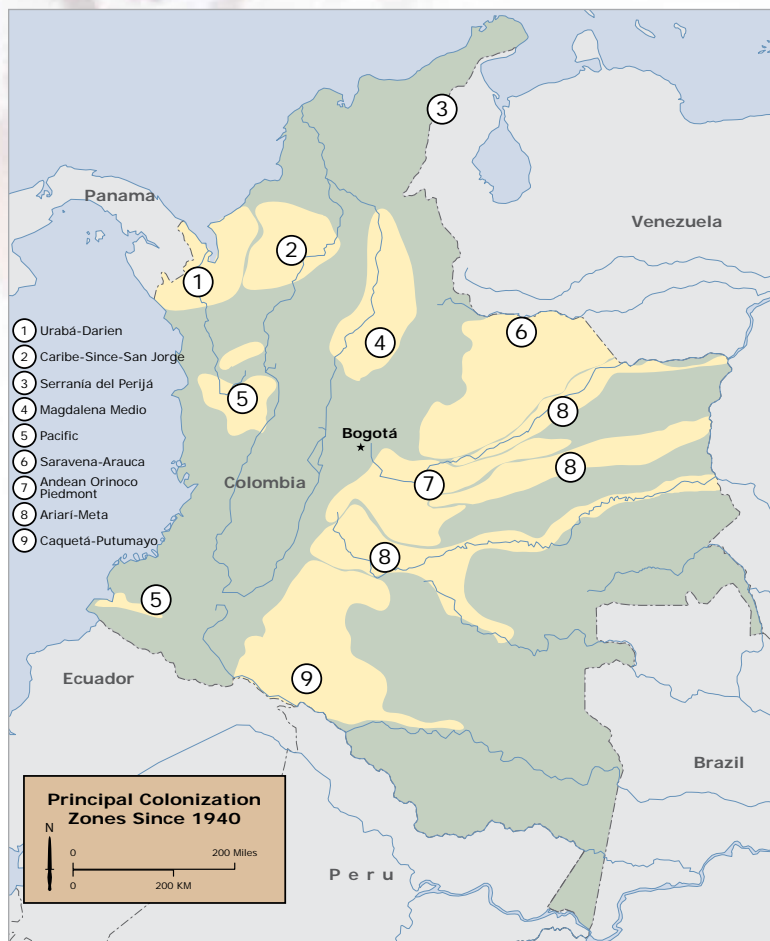 3
Panama
Venezuela
2
1
6
4
1 Urabá-Darien
2 Caribe-Since-San Jorge
3 Serranía del Perijá
4 Magdalena Medio
5 Pacific
6 Saravena-Arauca
7 Andean Orinoco
Piedmont
8 Ariarí-Meta
9 Caquetá-Putumayo
5
8
Bogotá
8
Colombia
7
8
5
Ecuador
9
Brazil
Principal Colonization
Zones Since 1940
N
0 200 Miles
0 200 KM
Peru